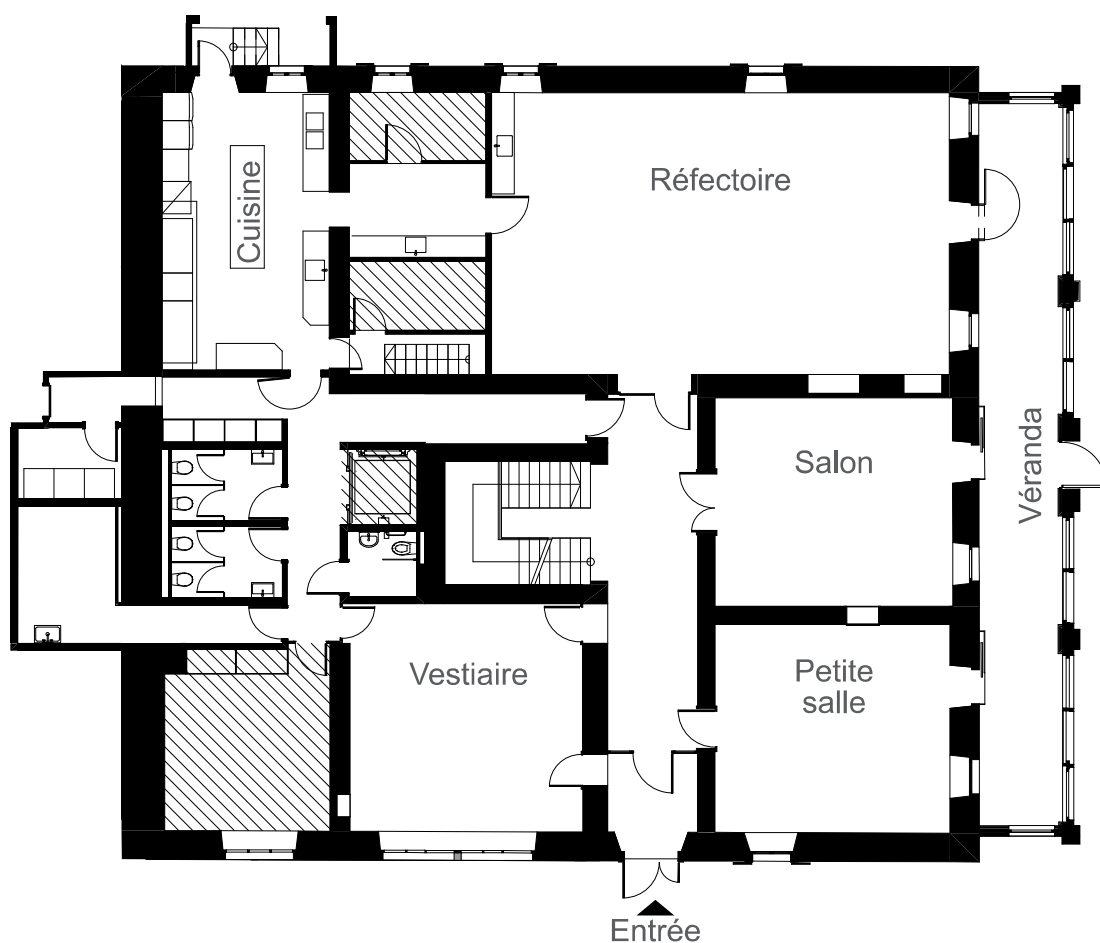 Cuisine
Réfectoire
Salon
Véranda
Vestiaire
Petite
salle
Entrée